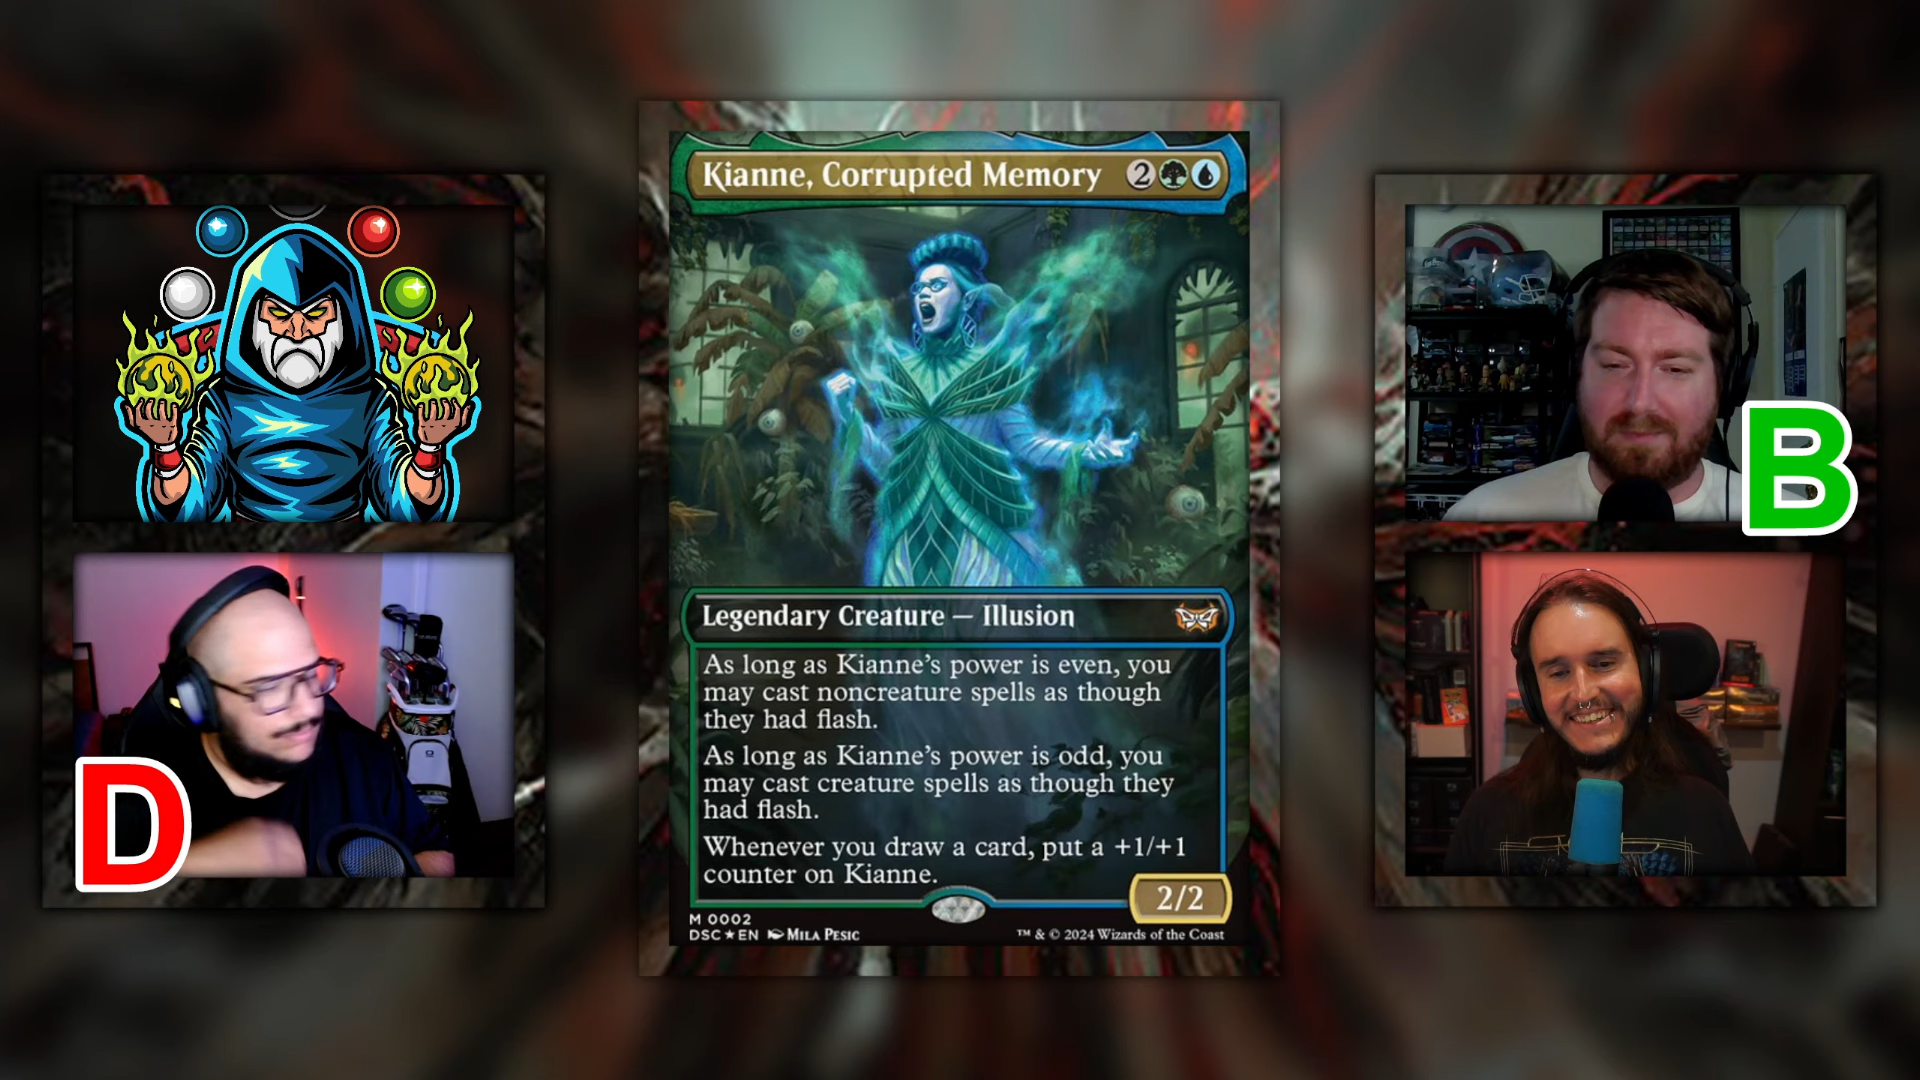 Kianne, Corrupted Memory 2
Legendary Creature — Illusion
As long as Kianne's power is even, you
may cast noncreature spells as though
they had flash.
As long as Kianne's power is odd, you
may cast creature spells as though they
had flash.
Whenever you draw a card, put a +1/+1
counter on Kianne.
2/2
M 0002
DSC★EN Mila Pesic
™ & © 2024 Wizards of the Coast
D
B